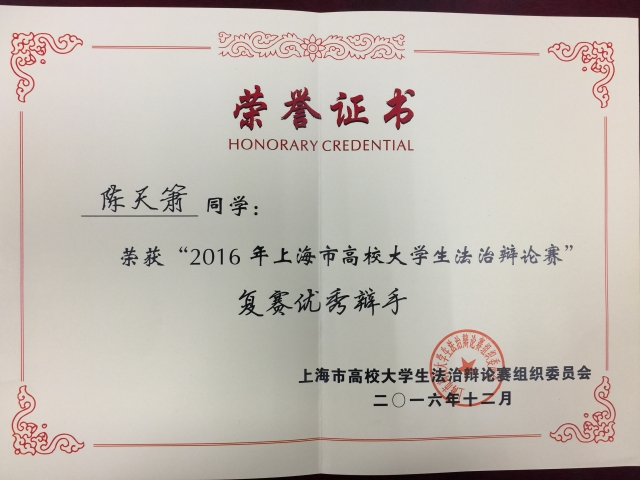 荣誉证书
HONORARY CREDENTIAL
陈天箫 同学：
荣获“2016年上海市高校大学生法治辩论赛”
复赛优秀辩手
上海市高校大学生法治辩论赛组织委员会
二〇一六年十二月